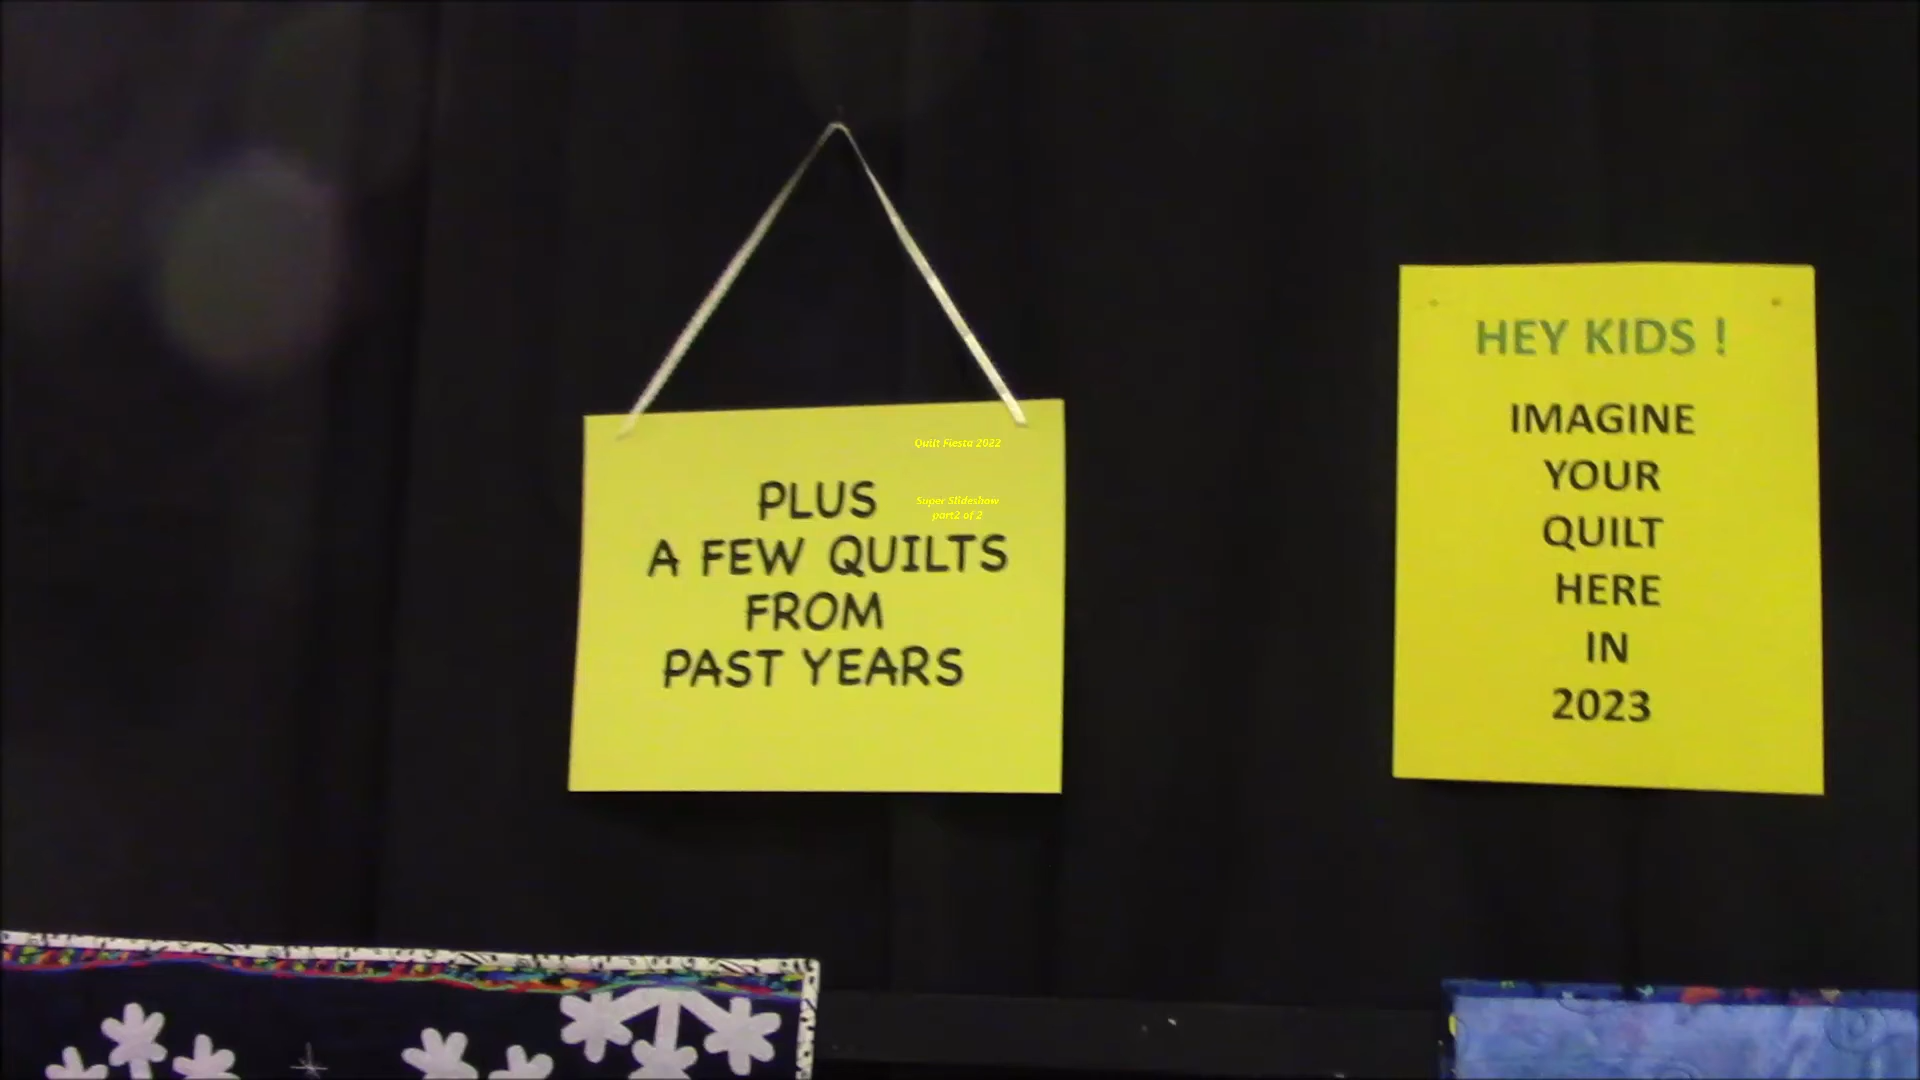 Quilt Fiesta 2022
Super Slideshow
part2 of 2
PLUS
A FEW QUILTS
FROM
PAST YEARS
HEY KIDS !
IMAGINE
YOUR
QUILT
HERE
IN
2023